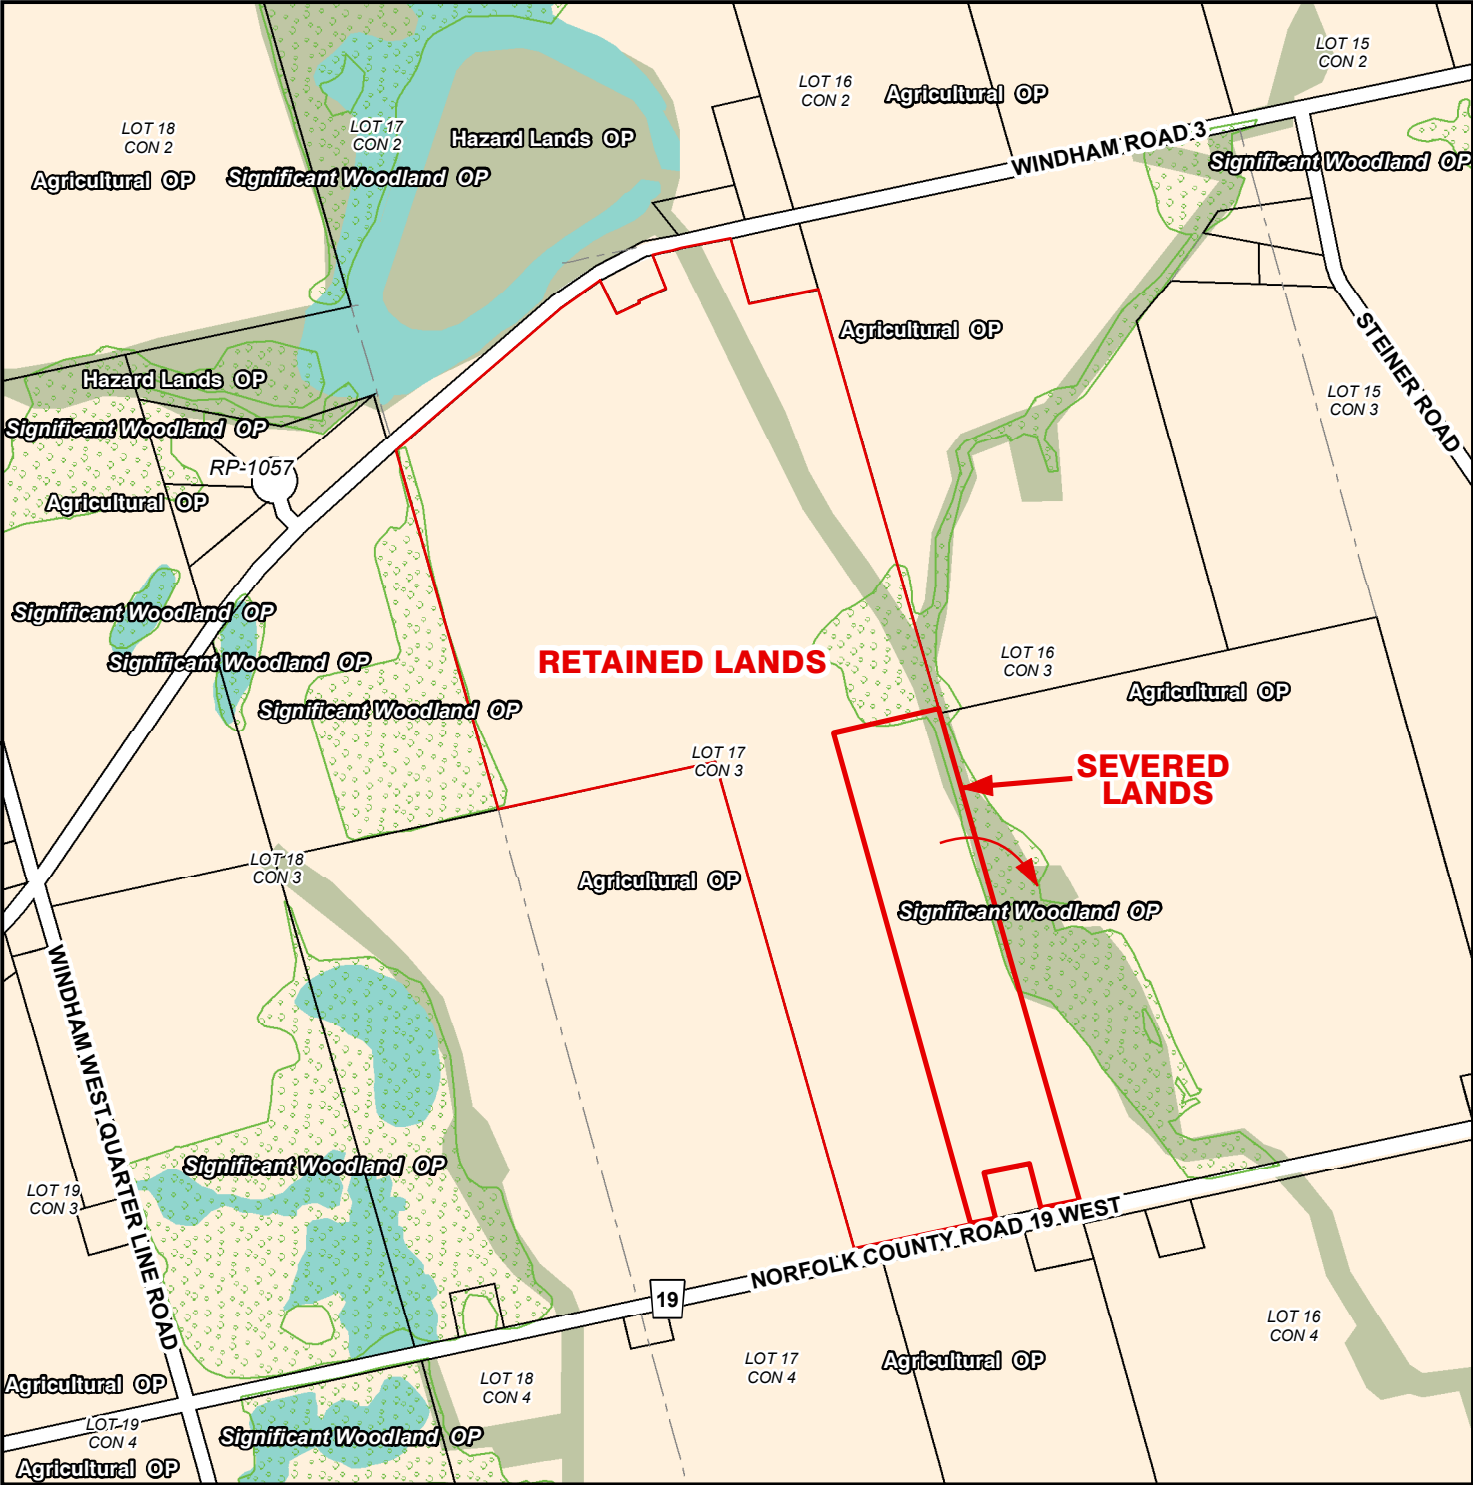 LOT 15
CON 2
LOT 16
CON 2
Agricultural OP
LOT 18
CON 2
LOT 17
CON 2
Hazard Lands OP
WINDHAM ROAD 3
Significant Woodland OP
Agricultural OP
Significant Woodland OP
Agricultural OP
STEINER ROAD
Hazard Lands OP
LOT 15
CON 3
Significant Woodland OP
RP-1057
Agricultural OP
Significant Woodland OP
Significant Woodland OP
RETAINED LANDS
LOT 16
CON 3
Agricultural OP
Significant Woodland OP
LOT 17
CON 3
SEVERED
LANDS
LOT 18
CON 3
Agricultural OP
Significant Woodland OP
WINDHAM WEST QUARTER LINE ROAD
Significant Woodland OP
LOT 19
CON 3
NORFOLK COUNTY ROAD 19 WEST
19
LOT 16
CON 4
LOT 17
CON 4
Agricultural OP
LOT 18
CON 4
Agricultural OP
LOT 19
CON 4
Significant Woodland OP
Agricultural OP